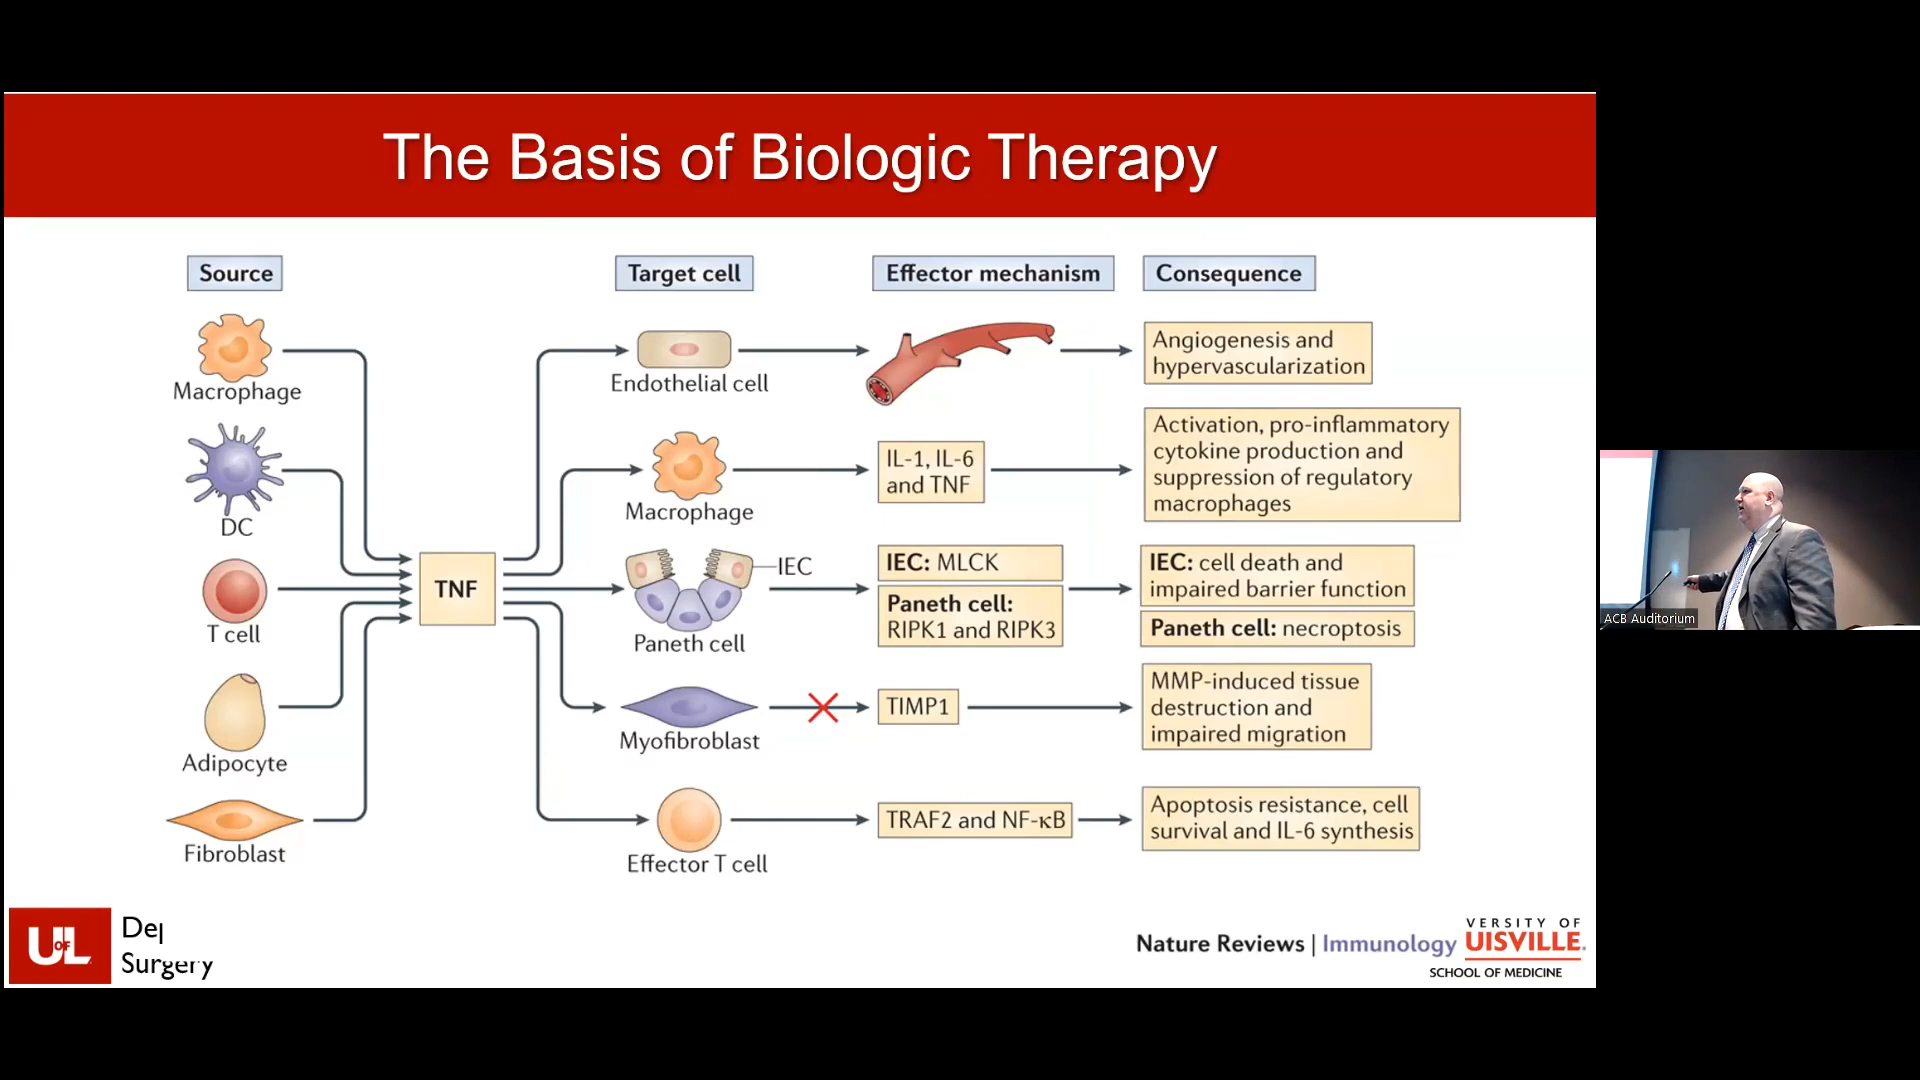 The Basis of Biologic Therapy
Source
Target cell
Effector mechanism
Consequence
Macrophage
Endothelial cell
Angiogenesis and
hypervascularization
DC
Macrophage
IL-1, IL-6
and TNF
Activation, pro-inflammatory
cytokine production and
suppression of regulatory
macrophages
T cell
TNF
IEC
Paneth cell
IEC: MLCK
Paneth cell:
RIPK1 and RIPK3
IEC: cell death and
impaired barrier function
Paneth cell: necroptosis
Adipocyte
Myofibroblast
TIMP1
MMP-induced tissue
destruction and
impaired migration
Fibroblast
Effector T cell
TRAF2 and NF-κB
Apoptosis resistance, cell
survival and IL-6 synthesis
UofL
Surgery
Nature Reviews | Immunology
VERSITY OF
UISVILLE.
SCHOOL OF MEDICINE
ACB Auditorium